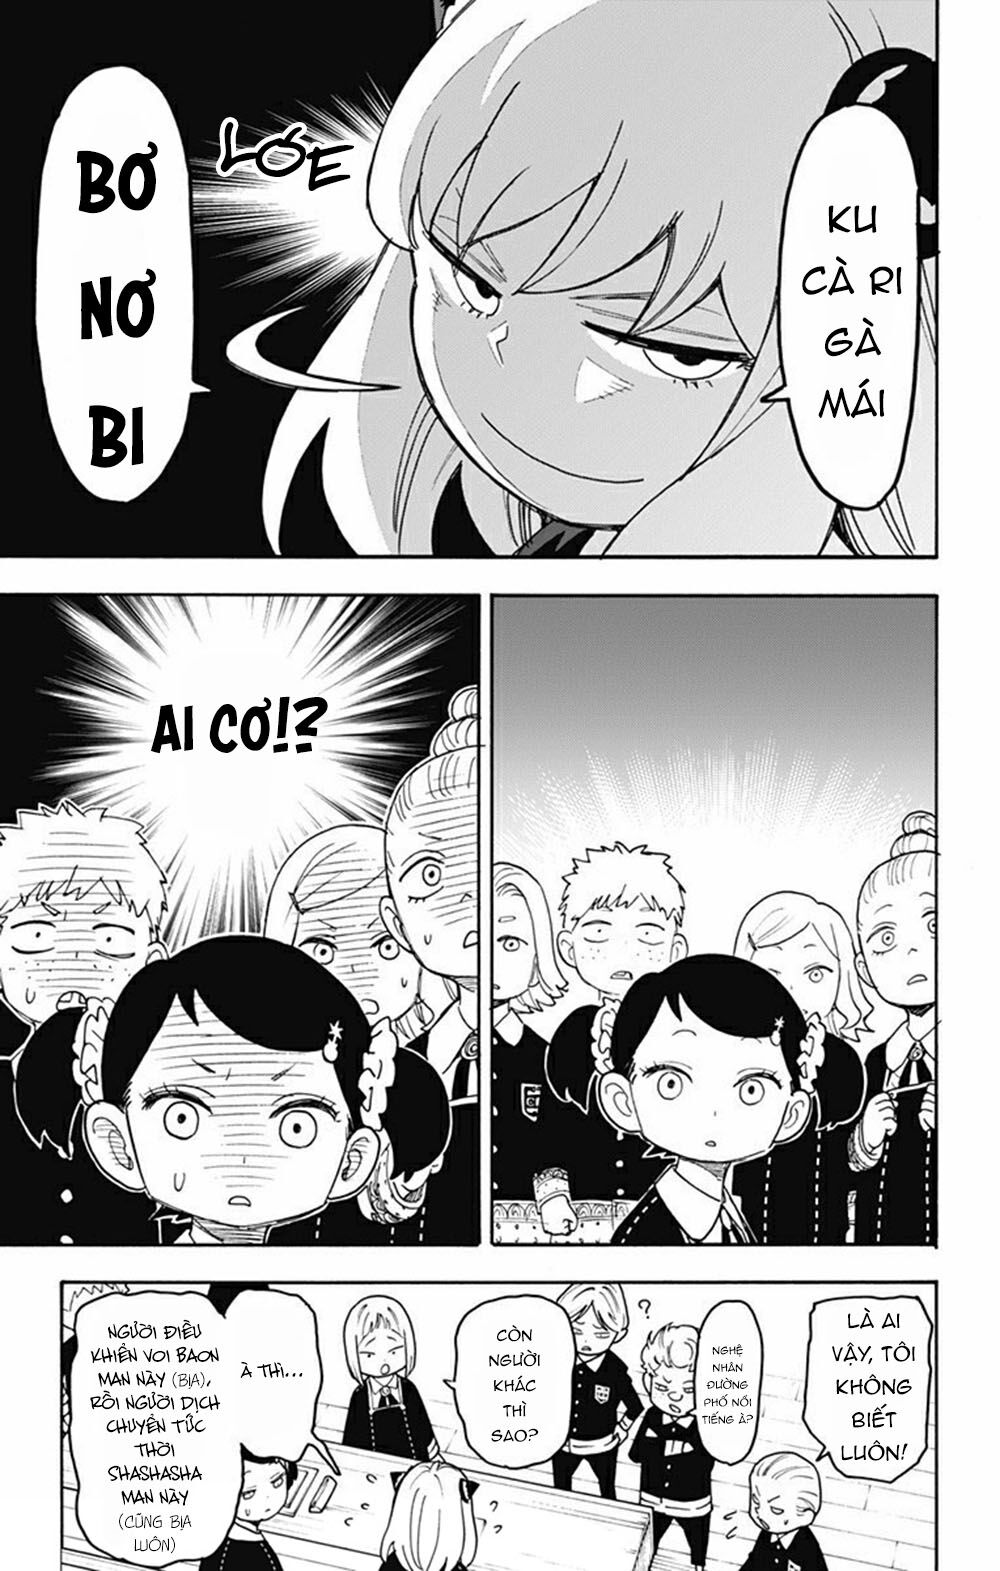 KU
CÀ RI
GÀ
MÁI
LOE
BƠ
NƠ
BI
AI CƠ!?
LÀ AI
VẬY, TÔI
KHÔNG
BIẾT
LUÔN!
?
NGHỆ
NHÂN
ĐƯỜNG
PHỐ NỔI
TIẾNG À?
CÒN
NGƯỜI
KHÁC
THÌ
SAO?
À THÌ...
NGƯỜI ĐIỀU
KHIỂN VOI BAON
MAN NÀY (BỊA),
RỒI NGƯỜI DỊCH
CHUYỂN TỨC
THỜI
SHASHASHA
MAN NÀY
(CŨNG BỊA
LUÔN)